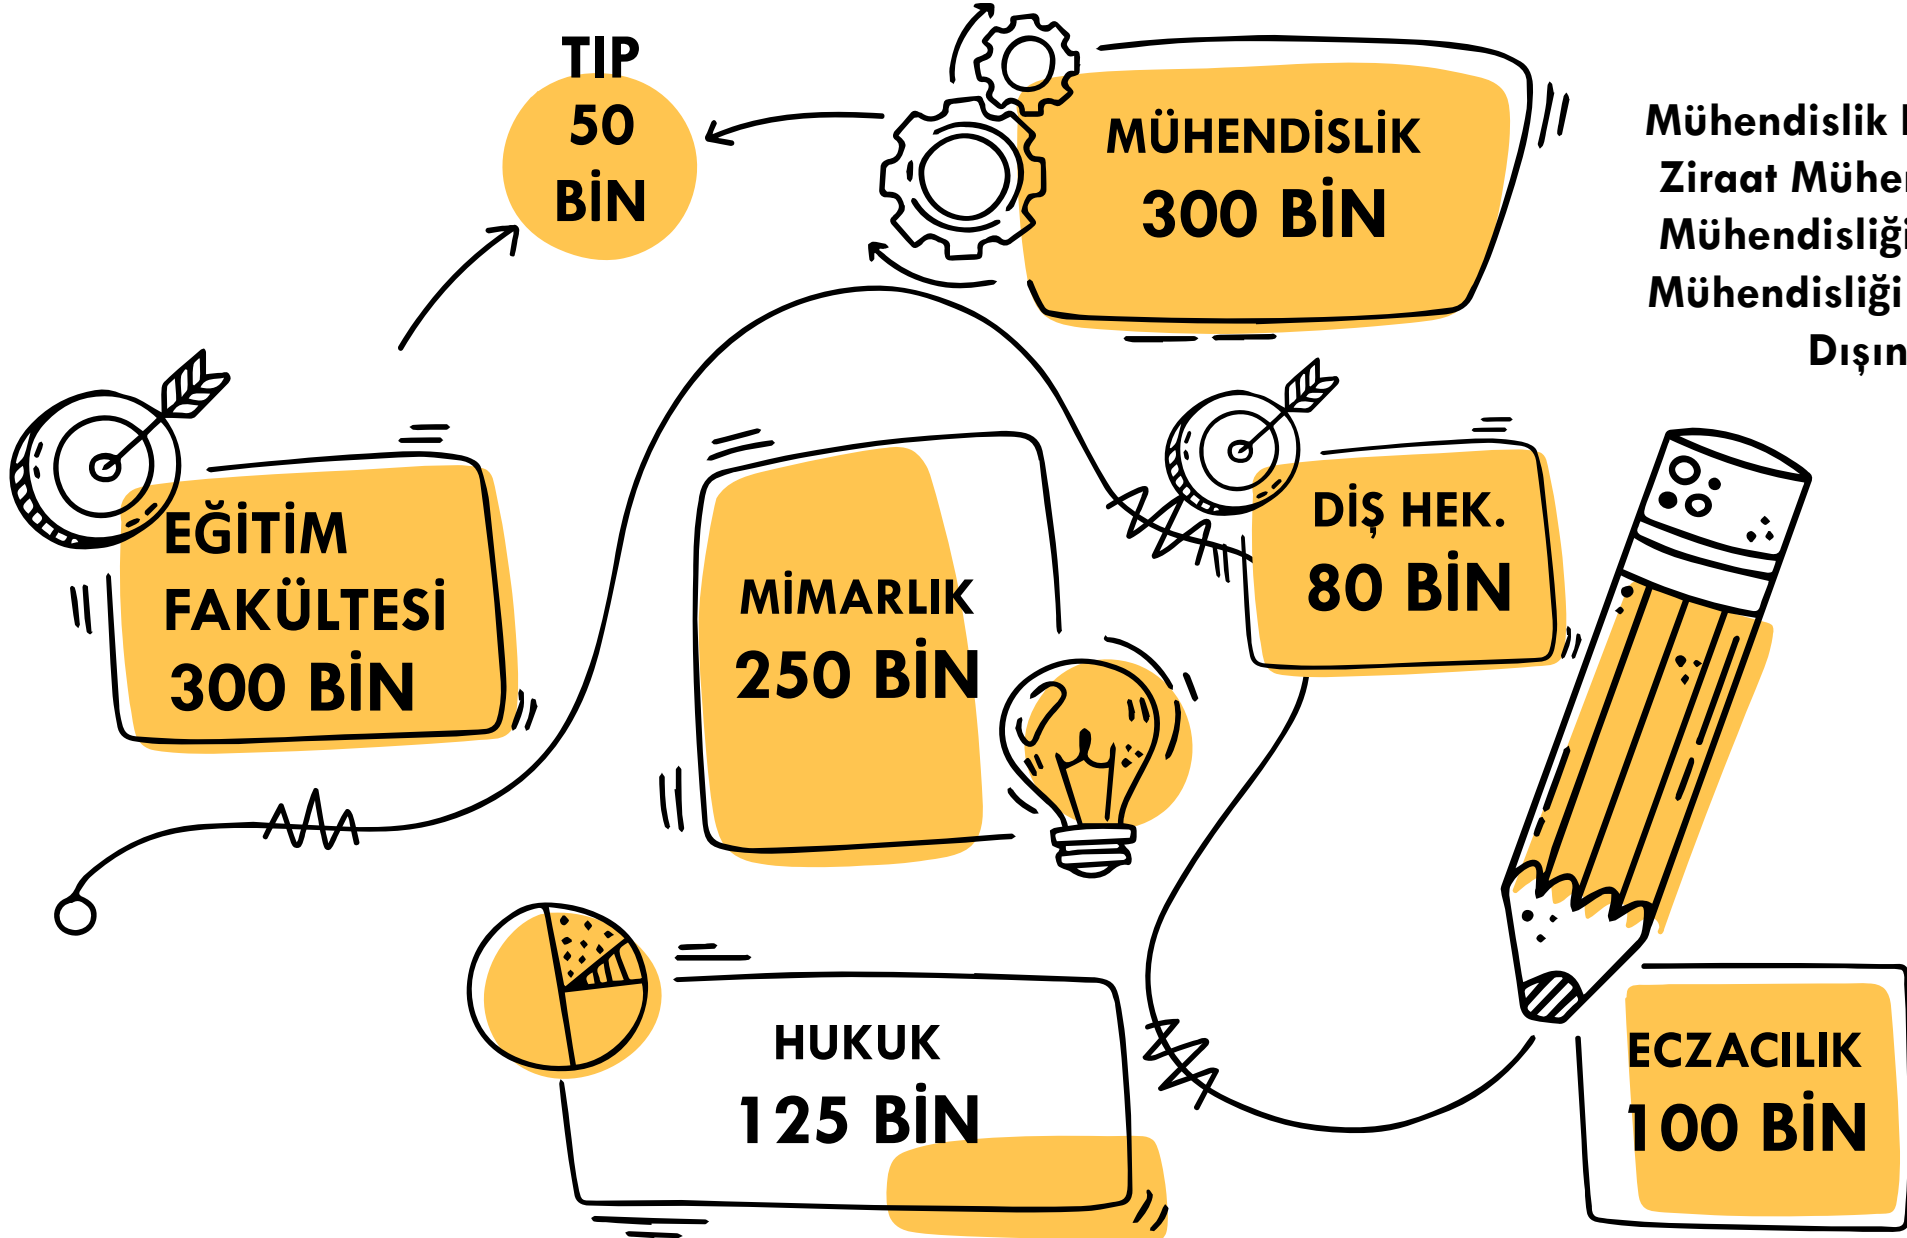 TIP
50
BİN
MÜHENDİSLİK
300 BİN
Mühendislik
Ziraat
Mühendisliği
Mühendisliği
EĞİTİM
FAKÜLTESİ
300 BİN
MİMARLIK
250 BİN
DİŞ HEK.
80 BİN
HUKUK
125 BİN
ECZACILIK
100 BİN